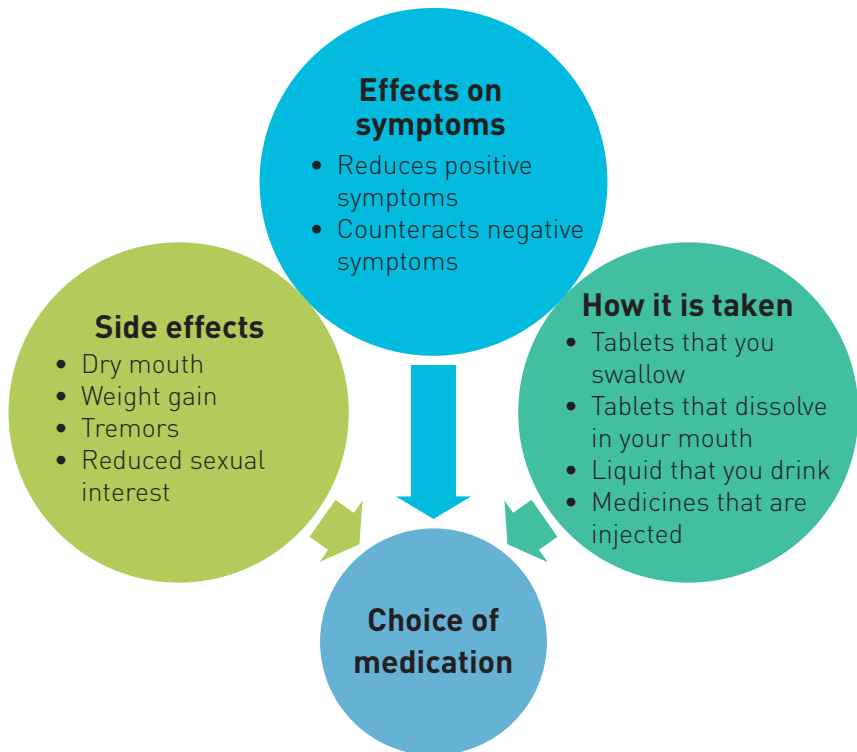 Effects on
symptoms
• Reduces positive
symptoms
• Counteracts negative
symptoms
Side effects
• Dry mouth
• Weight gain
• Tremors
• Reduced sexual
interest
How it is taken
• Tablets that you
swallow
• Tablets that dissolve
in your mouth
• Liquid that you drink
• Medicines that are
injected
Choice of
medication